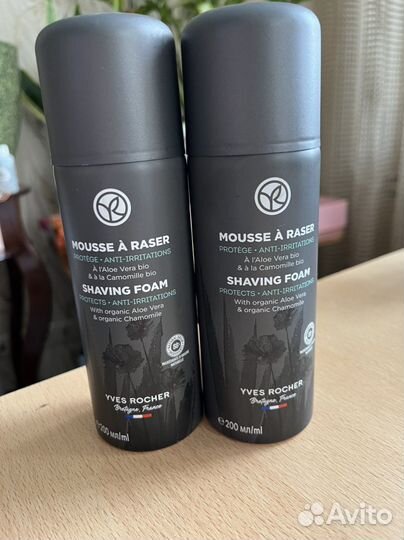 MOUSSE À RASER
PROTÈGE • ANTI-IRRITATIONS
À l'Aloe Vera bio
& à la Camomille bio
SHAVING FOAM
PROTECTS • ANTI-IRRITATIONS
With organic Aloe Vera
& organic Chamomile
YVES ROCHER
Bretagne, France
℮200 мл/ml
MOUSSE À RASER
PROTÈGE • ANTI-IRRITATIONS
À l'Aloe Vera bio
& à la Camomille bio
SHAVING FOAM
PROTECTS • ANTI-IRRITATIONS
With organic Aloe Vera
& organic Chamomile
YVES ROCHER
Bretagne, France
℮200 мл/ml
Avito